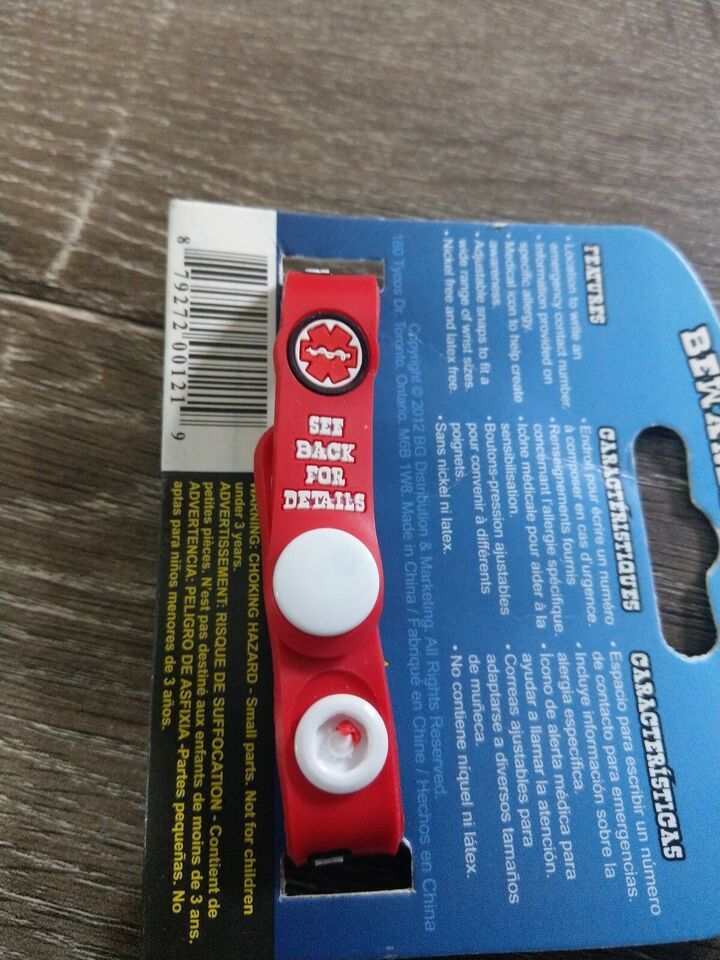 BEWAR
FEATURES
• Location to write an
emergency contact number.
• Information provided on
specific allergy.
• Medical icon to help create
awareness.
• Adjustable snaps to fit a
wide range of wrist sizes.
• Nickel free and latex free.
CARACTÉRISTIQUES
• Endroit pour écrire un numéro
à composer en cas d'urgence.
• Renseignements fournis
concernant l'allergie spécifique.
• Icône médicale pour aider à la
sensibilisation.
• Boutons-pression ajustables
pour convenir à différents
poignets.
• Sans nickel ni latex.
CARACTERÍSTICAS
• Espacio para escribir un número
de contacto para emergencias.
• Incluye información sobre la
alergia específica.
• Ícono de alerta médica para
ayudar a llamar la atención.
• Correas ajustables para
adaptarse a diversos tamaños
de muñeca.
• No contiene níquel ni látex.
Copyright © 2012 BG Distribution & Marketing. All Rights Reserved.
160 Tycos Dr. Toronto, Ontario, M6B 1W8. Made in China / Fabriqué en Chine / Hechos en China
SEE
BACK
FOR
DETAILS
WARNING: CHOKING HAZARD - Small parts. Not for children
under 3 years.
ADVERTISSEMENT: RISQUE DE SUFFOCATION - Contient de
petites pièces. N'est pas destiné aux enfants de moins de 3 ans.
ADVERTENCIA: PELIGRO DE ASFIXIA -Partes pequeñas. No
aptas para niños menores de 3 años.
8 79272 00121 9